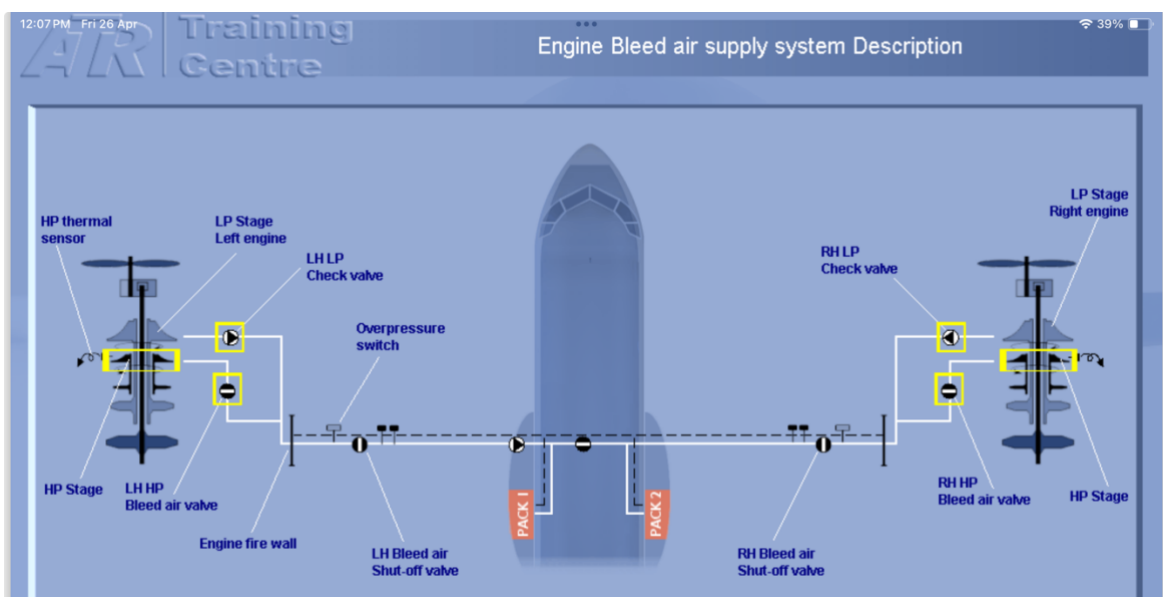 12:07 PM Fri 26 Apr
39%
ATR
Training
Centre
Engine Bleed air supply system Description
LP Stage
Right engine
HP thermal
sensor
LP Stage
Left engine
LH LP
Check valve
RH LP
Check valve
Overpressure
switch
HP Stage
LH HP
Bleed air valve
PACK 1
PACK 2
RH HP
Bleed air valve
HP Stage
Engine fire wall
LH Bleed air
Shut-off valve
RH Bleed air
Shut-off valve